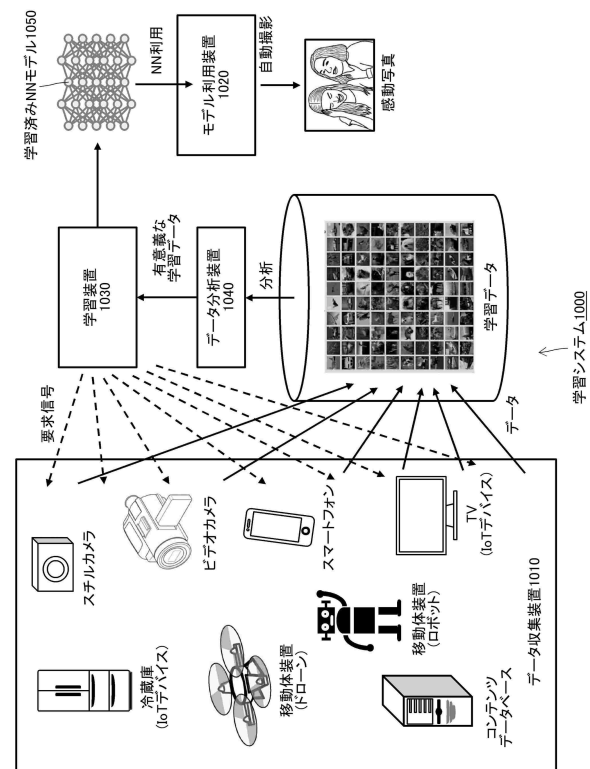 冷蔵庫
(IoTデバイス)
スチルカメラ
移動体装置
(ドローン)
ビデオカメラ
スマートフォン
移動体装置
(ロボット)
コンテンツ
データベース
TV
(IoTデバイス)
データ収集装置1010
要求信号
データ
学習装置
1030
有意義な
学習データ
データ分析装置
1040
分析
学習データ
学習済みNNモデル1050
NN利用
モデル利用装置
1020
自動撮影
感動写真
学習システム1000